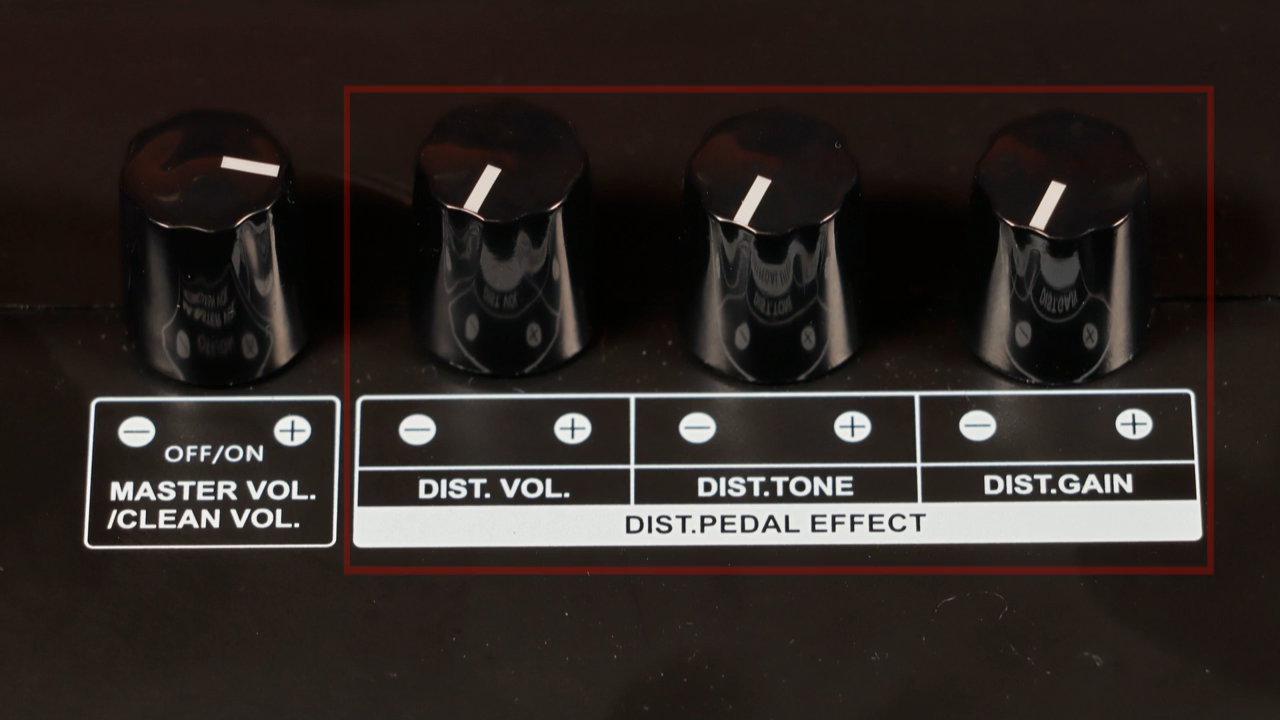 OFF/ON
MASTER VOL.
/CLEAN VOL.
DIST. VOL.
DIST.TONE
DIST.GAIN
DIST.PEDAL EFFECT